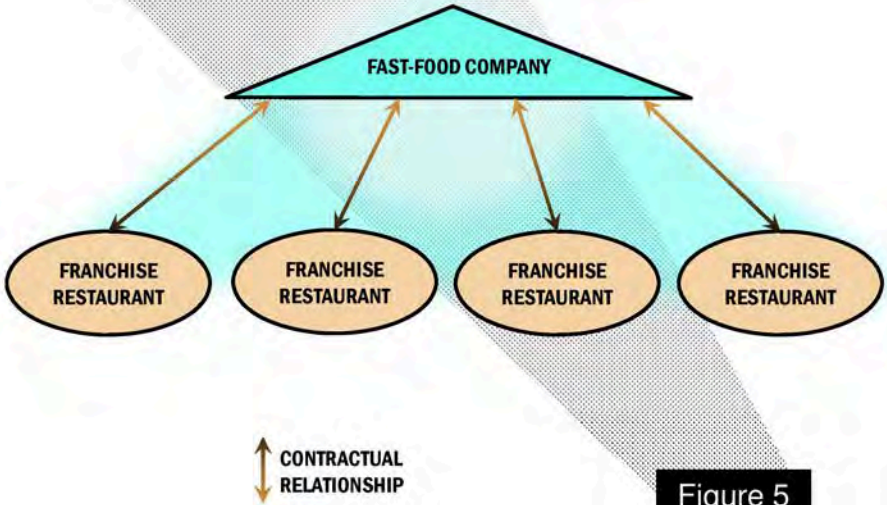 FAST-FOOD COMPANY
FRANCHISE
RESTAURANT
FRANCHISE
RESTAURANT
FRANCHISE
RESTAURANT
FRANCHISE
RESTAURANT
CONTRACTUAL
RELATIONSHIP
Figure 5